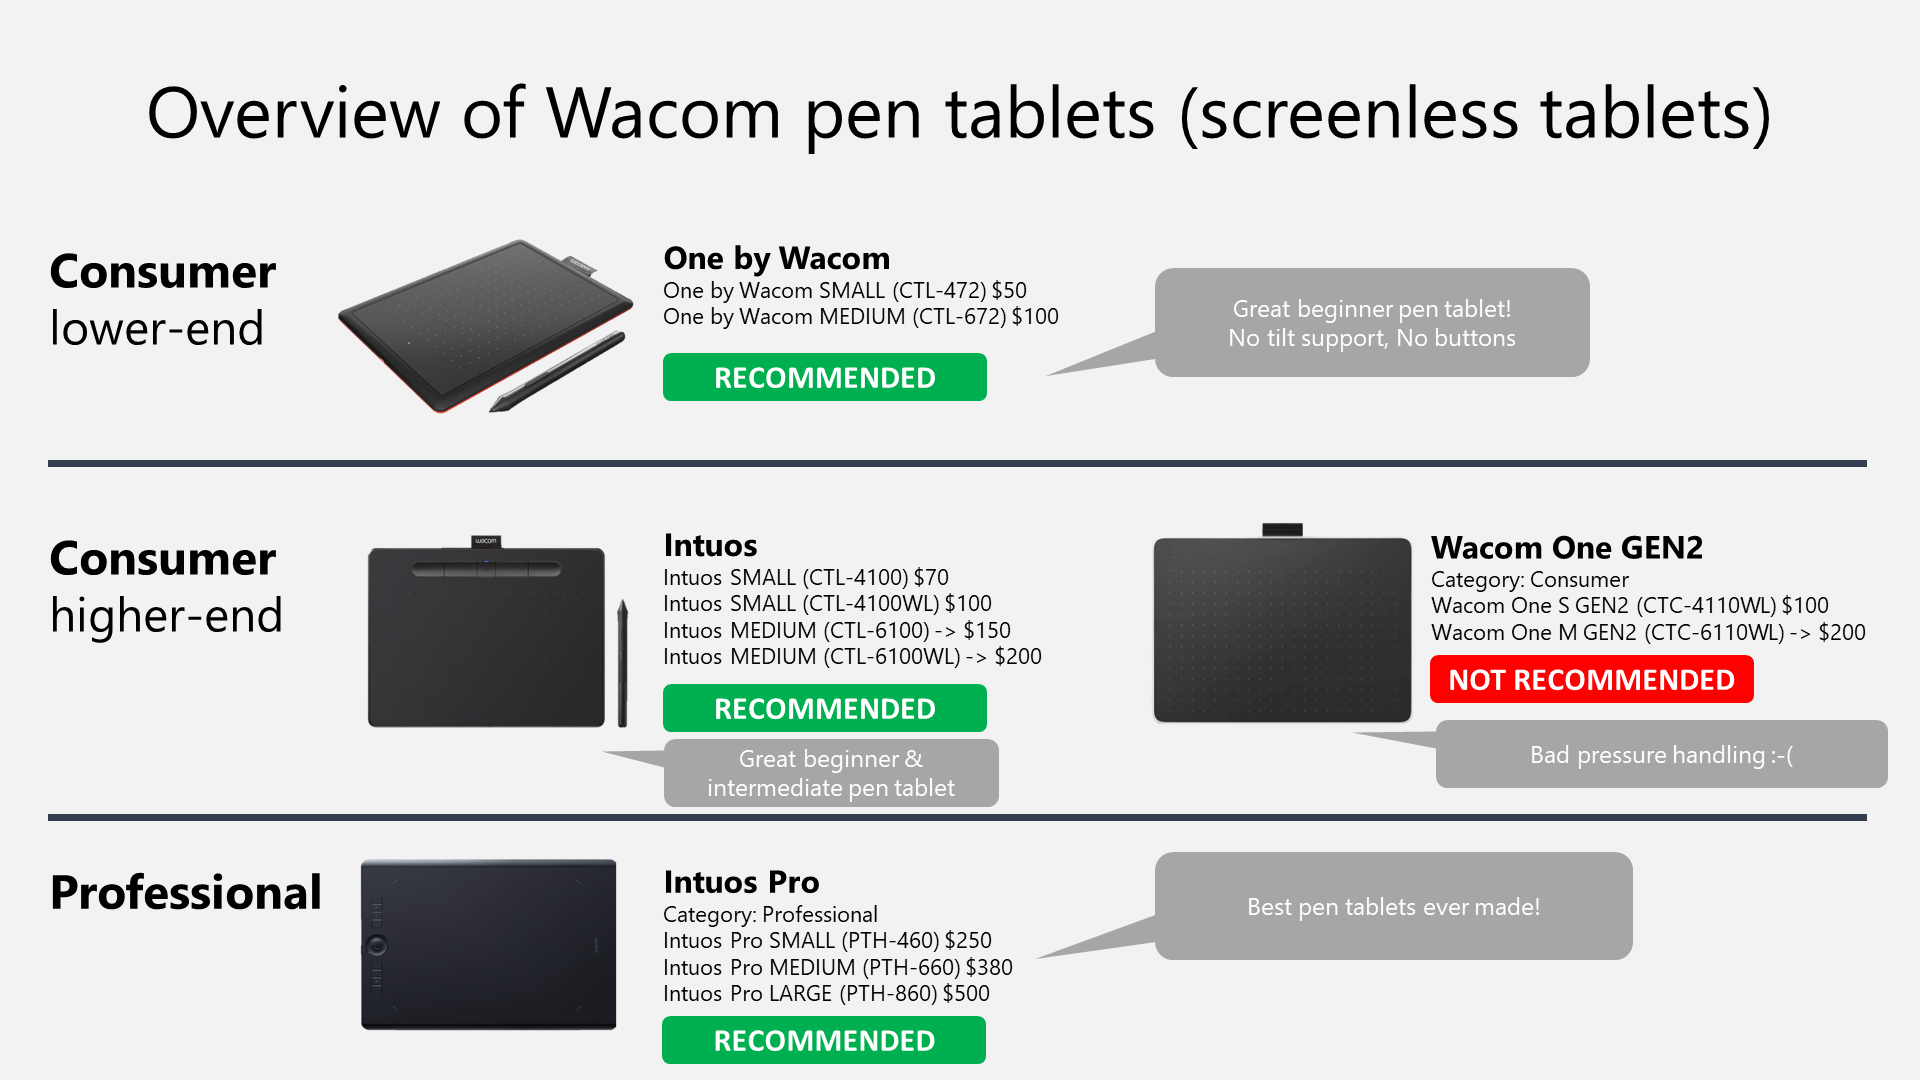 Overview of Wacom pen tablets (screenless tablets)
Consumer
lower-end
One by Wacom
One by Wacom SMALL (CTL-472) $50
One by Wacom MEDIUM (CTL-672) $100
RECOMMENDED
Great beginner pen tablet!
No tilt support, No buttons
Consumer
higher-end
wacom
Intuos
Intuos SMALL (CTL-4100) $70
Intuos SMALL (CTL-4100WL) $100
Intuos MEDIUM (CTL-6100) -> $150
Intuos MEDIUM (CTL-6100WL) -> $200
RECOMMENDED
Great beginner &
intermediate pen tablet
Wacom One GEN2
Category: Consumer
Wacom One S GEN2 (CTC-4110WL) $100
Wacom One M GEN2 (CTC-6110WL) -> $200
NOT RECOMMENDED
Bad pressure handling :-(
Professional
Intuos Pro
Category: Professional
Intuos Pro SMALL (PTH-460) $250
Intuos Pro MEDIUM (PTH-660) $380
Intuos Pro LARGE (PTH-860) $500
RECOMMENDED
Best pen tablets ever made!